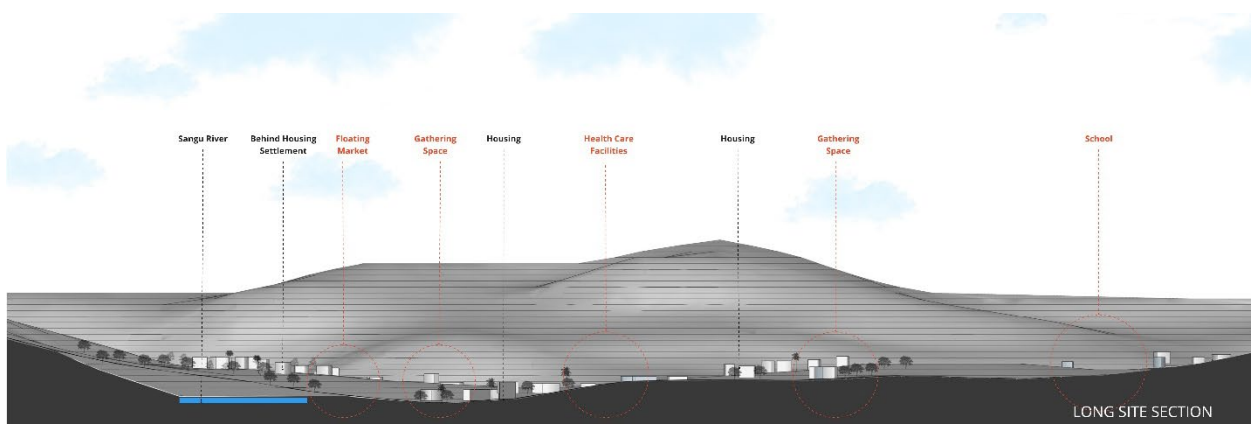 Sangu River
Behind Housing
Settlement
Floating
Market
Gathering
Space
Housing
Health Care
Facilities
Housing
Gathering
Space
School
LONG SITE SECTION